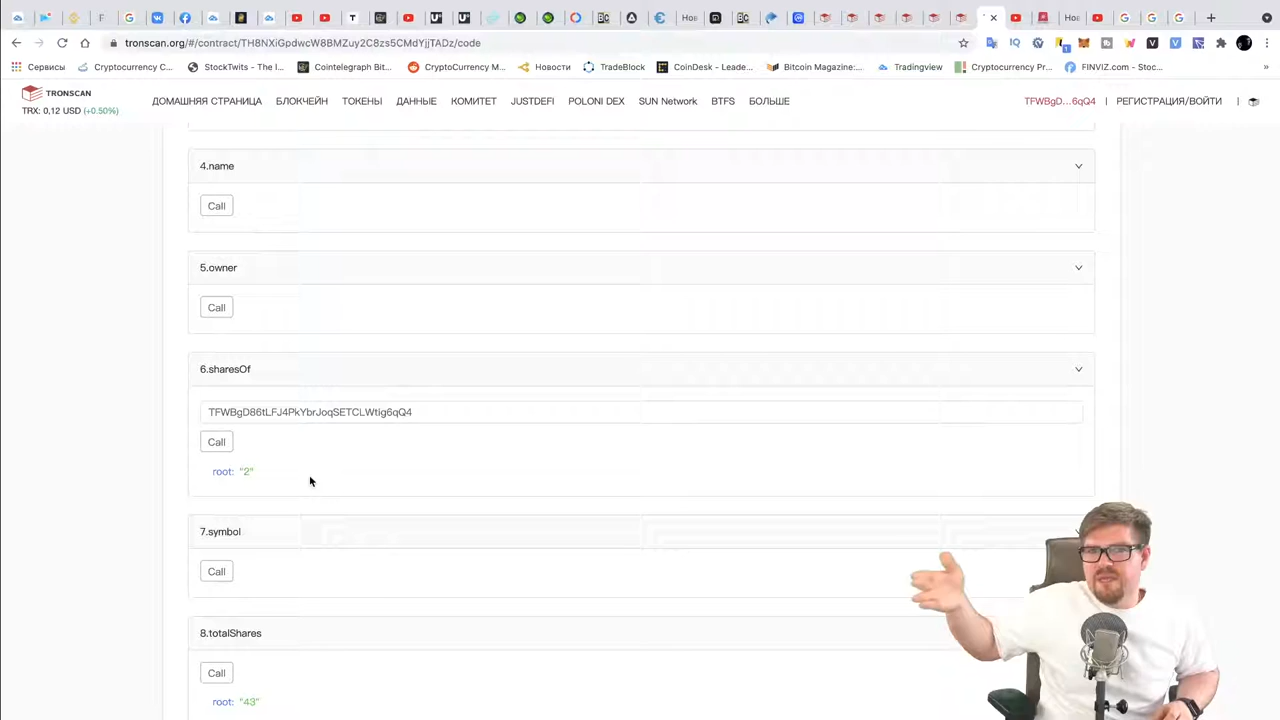 tronscan.org/#/contract/TH8NXiGpdwcW8BMZuq2C8zs5CMdYjjTADz/code
Сервисы
Cryptocurrency C...
StockTwits - The l...
Cointelegraph Bit...
CryptoCurrency M...
Новости
TradeBlock
CoinDesk - Leade...
Bitcoin Magazine:...
Tradingview
Cryptocurrency Pr...
FINVIZ.com - Stoc...
»
TRONSCAN
TRX: 0,12 USD (+0.50%)
ДОМАШНЯЯ СТРАНИЦА
БЛОКЧЕЙН
ТОКЕНЫ
ДАННЫЕ
КОМИТЕТ
JUSTDEFI
POLONI DEX
SUN Network
BTFS
БОЛЬШЕ
TFWBgD...6qQ4 | РЕГИСТРАЦИЯ/ВОЙТИ |
4.name
Call
5.owner
Call
6.sharesOf
TFWBgD86tLFJ4PkYbrJoqSETCLWtig6qQ4
Call
root: "2"
7.symbol
Call
8.totalShares
Call
root: "43"